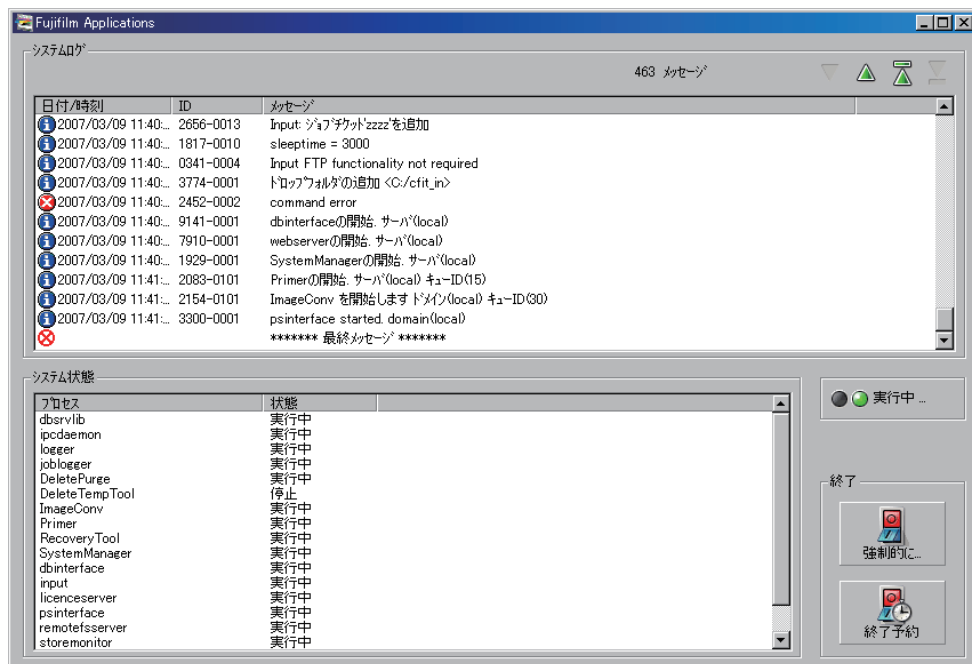 Fujifilm Applications
システムログ
463 メッセージ
日付/時刻 ID メッセージ
2007/03/09 11:40:... 2656-0013 Input: ジョブチケット'zzzz'を追加
2007/03/09 11:40:... 1817-0010 sleeptime = 3000
2007/03/09 11:40:... 0341-0004 Input FTP functionality not required
2007/03/09 11:40:... 3774-0001 ドロップフォルダの追加 <C:/cfit_in>
2007/03/09 11:40:... 2452-0002 command error
2007/03/09 11:40:... 9141-0001 dbinterfaceの開始. サーバ(local)
2007/03/09 11:40:... 7910-0001 webserverの開始. サーバ(local)
2007/03/09 11:40:... 1929-0001 SystemManagerの開始. サーバ(local)
2007/03/09 11:41:... 2083-0101 Primerの開始. サーバ(local) キューID(15)
2007/03/09 11:41:... 2154-0101 ImageConv を開始します ドメイン(local) キューID(30)
2007/03/09 11:41:... 3300-0001 psinterface started. domain(local)
******* 最終メッセージ *******
システム状態
プロセス 状態
dbsrvlib 実行中
ipcdaemon 実行中
logger 実行中
joblogger 実行中
DeletePurge 実行中
DeleteTempTool 停止
ImageConv 実行中
Primer 実行中
RecoveryTool 実行中
SystemManager 実行中
dbinterface 実行中
input 実行中
licenceserver 実行中
psinterface 実行中
remotefsserver 実行中
storemonitor 実行中
実行中 ...
終了
強制的に...
終了予約